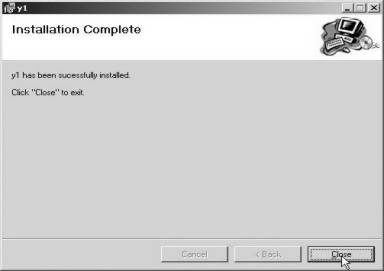 y1
Installation Complete
y1 has been sucessfully installed.
Click "Close" to exit.
Cancel
< Back
Close